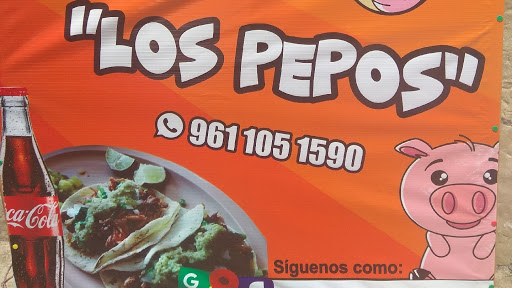 "LOS PEPOS"
961 105 1590
Coca-Cola
Síguenos como:
G